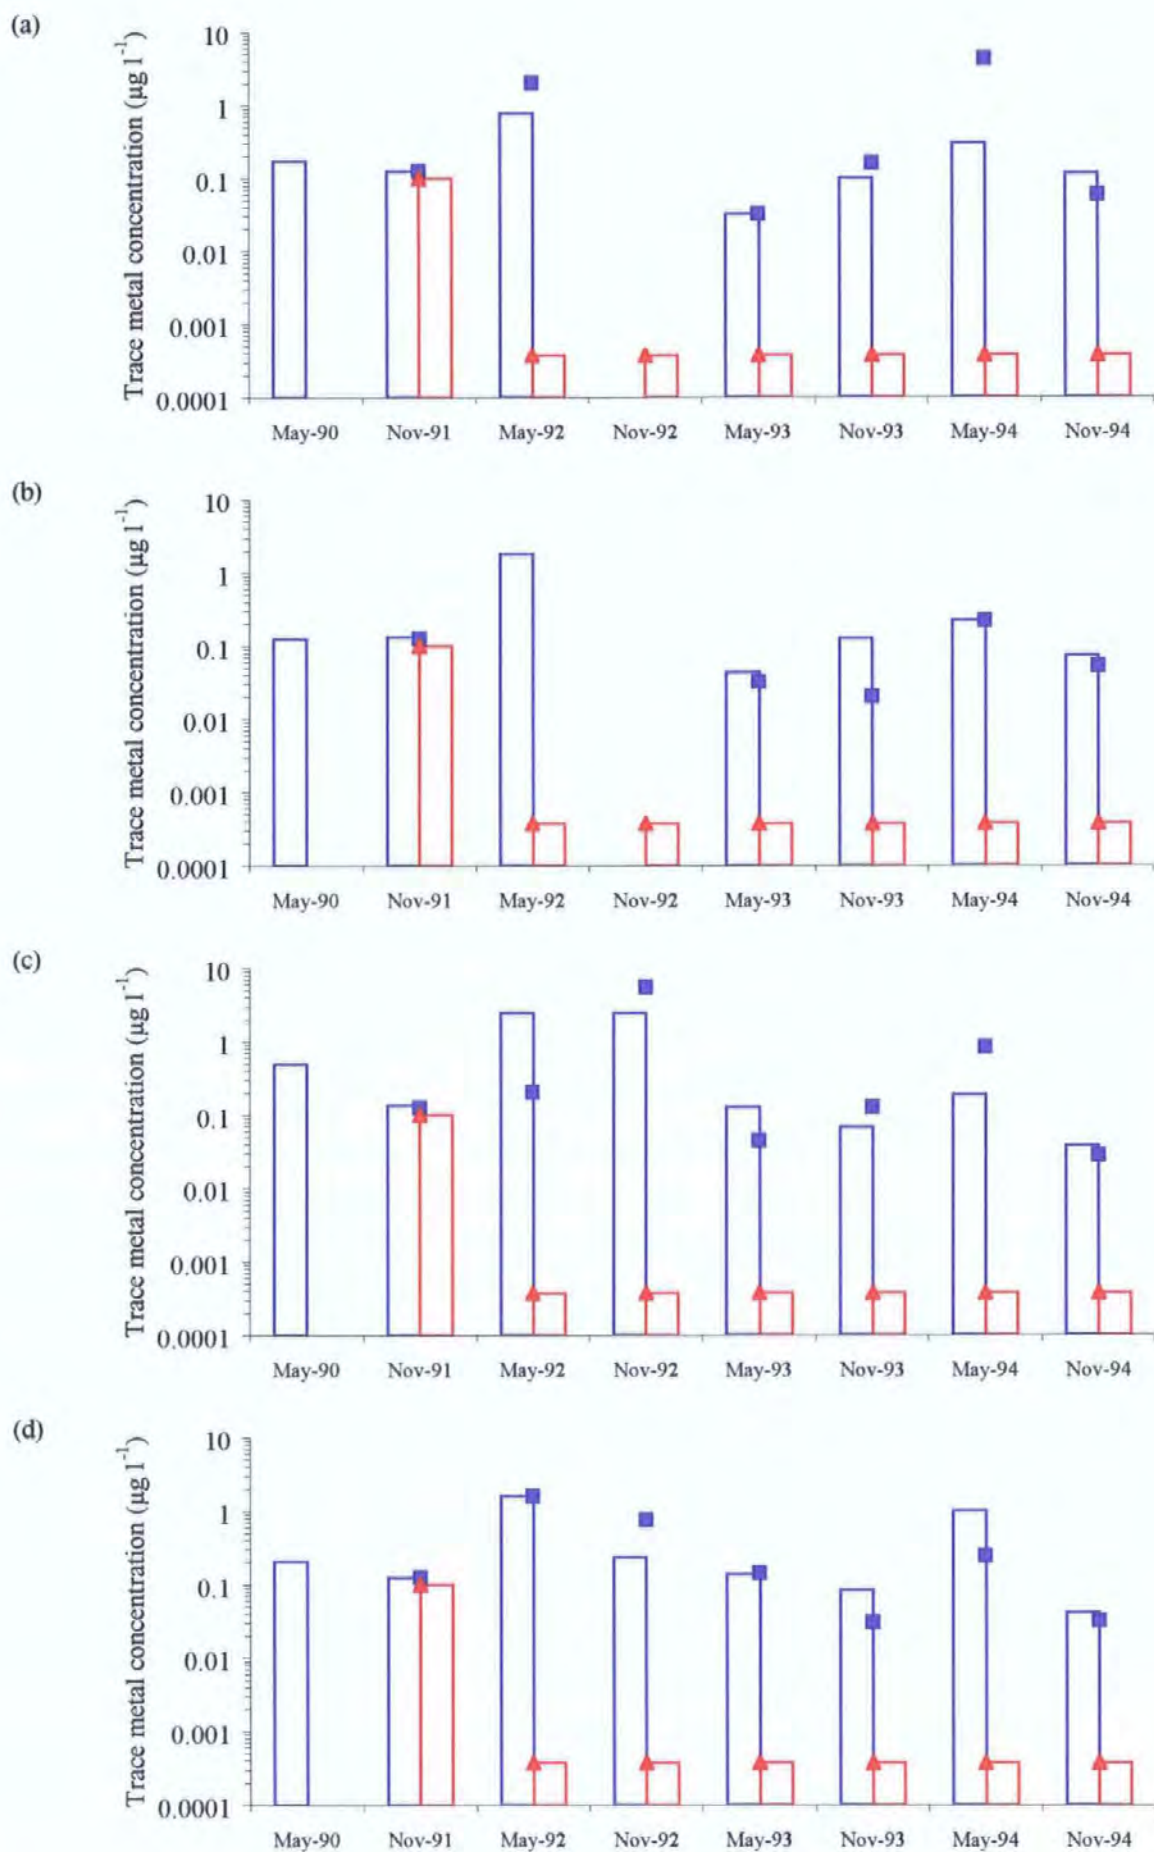 (a)
Trace metal concentration (µg l⁻¹)
10
1
0.1
0.01
0.001
0.0001
May-90 Nov-91 May-92 Nov-92 May-93 Nov-93 May-94 Nov-94
(b)
Trace metal concentration (µg l⁻¹)
10
1
0.1
0.01
0.001
0.0001
May-90 Nov-91 May-92 Nov-92 May-93 Nov-93 May-94 Nov-94
(c)
Trace metal concentration (µg l⁻¹)
10
1
0.1
0.01
0.001
0.0001
May-90 Nov-91 May-92 Nov-92 May-93 Nov-93 May-94 Nov-94
(d)
Trace metal concentration (µg l⁻¹)
10
1
0.1
0.01
0.001
0.0001
May-90 Nov-91 May-92 Nov-92 May-93 Nov-93 May-94 Nov-94